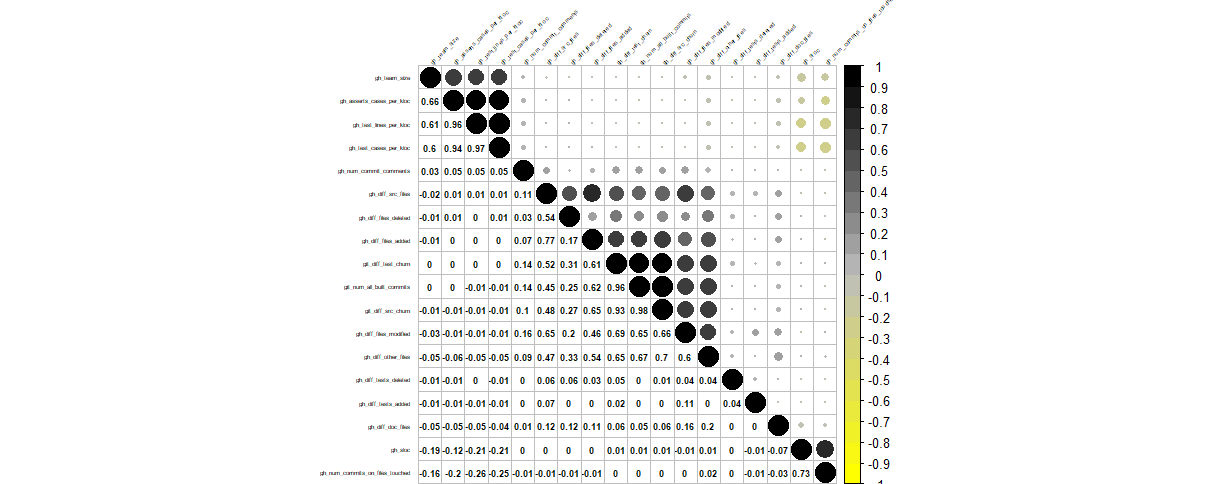 gh_team_size
gh_asserts_cases_per_kloc
gh_test_lines_per_kloc
gh_test_cases_per_kloc
gh_num_commit_comments
gh_diff_src_files
gh_diff_files_deleted
gh_diff_files_added
git_diff_test_churn
git_num_all_built_commits
git_diff_src_churn
gh_diff_files_modified
gh_diff_other_files
gh_diff_tests_deleted
gh_diff_tests_added
gh_diff_doc_files
gh_sloc
gh_team_size 1
gh_asserts_cases_per_kloc 0.66 0.9
gh_test_lines_per_kloc 0.61 0.96 0.8
gh_test_cases_per_kloc 0.6 0.94 0.97 0.7
gh_num_commit_comments 0.03 0.05 0.05 0.05 0.6
gh_diff_src_files -0.02 0.01 0.01 0.01 0.11 0.5
gh_diff_files_deleted -0.01 0.01 0 0.01 0.03 0.54 0.4
gh_diff_files_added -0.01 0 0 0 0.07 0.77 0.17 0.3
0.2
git_diff_test_churn 0 0 0 0 0.14 0.52 0.31 0.61 0.1
git_num_all_built_commits 0 0 -0.01 -0.01 0.14 0.45 0.25 0.62 0.96 0
git_diff_src_churn -0.01 -0.01 -0.01 -0.01 0.1 0.48 0.27 0.65 0.93 0.98 -0.1
gh_diff_files_modified -0.03 -0.01 -0.01 -0.01 0.16 0.65 0.2 0.46 0.69 0.65 0.66 -0.2
-0.3
gh_diff_other_files -0.05 -0.06 -0.05 -0.05 0.09 0.47 0.33 0.54 0.65 0.67 0.7 0.6 -0.4
gh_diff_tests_deleted -0.01 -0.01 0 -0.01 0 0.06 0.06 0.03 0.05 0 0.01 0.04 0.04 -0.5
gh_diff_tests_added -0.01 -0.01 -0.01 -0.01 0 0.07 0 0 0.02 0 0 0.11 0 0.04 -0.6
gh_diff_doc_files -0.05 -0.05 -0.05 -0.04 0.01 0.12 0.12 0.11 0.06 0.05 0.06 0.16 0.2 0 0 -0.7
gh_sloc -0.19 -0.12 -0.21 -0.21 0 0 0 0 0.01 0.01 0.01 -0.01 0.01 0 -0.01 -0.07 -0.8
gh_num_commits_on_files_touched -0.16 -0.2 -0.26 -0.25 -0.01 -0.01 -0.01 -0.01 0 0 0 0 0.02 0 -0.01 -0.03 0.73 -0.9